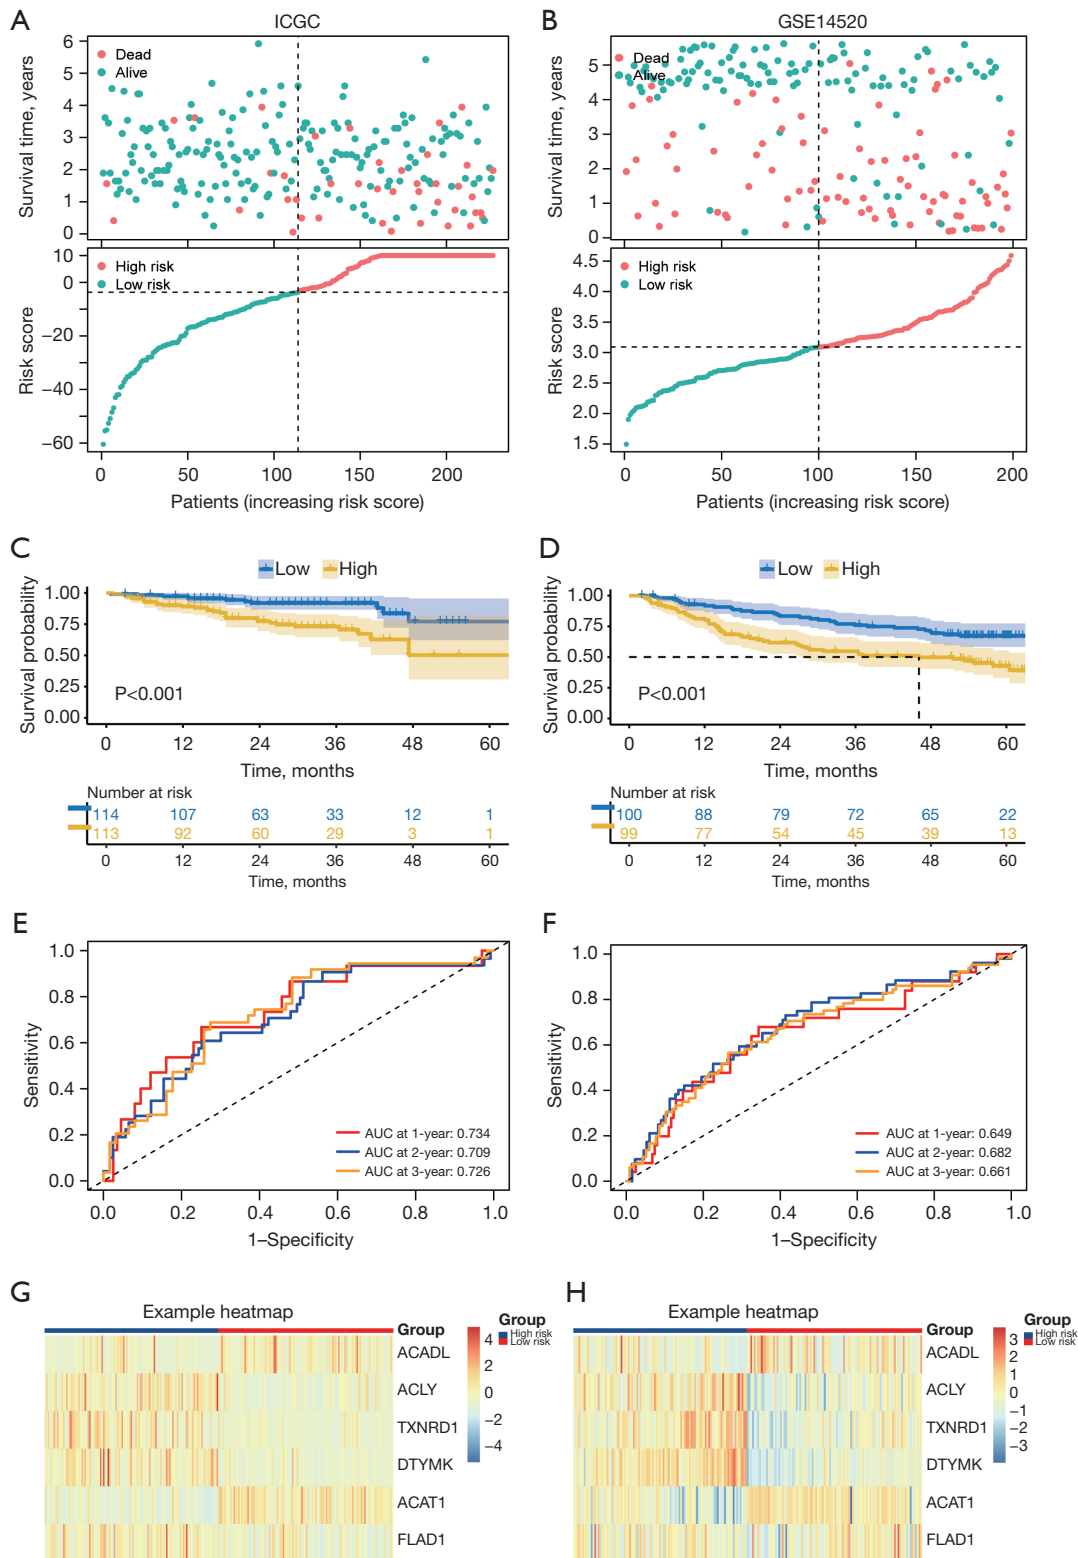 A
ICGC
Survival time, years
6
5
4
3
2
1
0
Dead
Alive
Risk score
10
0
−20
−40
−60
High risk
Low risk
0 50 100 150 200
Patients (increasing risk score)
B
GSE14520
Survival time, years
5
4
3
2
1
0
Dead
Alive
Risk score
4.5
4.0
3.5
3.0
2.5
2.0
1.5
High risk
Low risk
0 50 100 150 200
Patients (increasing risk score)
C
Low High
Survival probability
1.00
0.75
0.50
0.25
0.00
P<0.001
0 12 24 36 48 60
Time, months
Number at risk
114 107 63 33 12 1
113 92 60 29 3 1
0 12 24 36 48 60
Time, months
D
Low High
Survival probability
1.00
0.75
0.50
0.25
0.00
P<0.001
0 12 24 36 48 60
Time, months
Number at risk
100 88 79 72 65 22
99 77 54 45 39 13
0 12 24 36 48 60
Time, months
E
Sensitivity
1.0
0.8
0.6
0.4
0.2
0.0
AUC at 1-year: 0.734
AUC at 2-year: 0.709
AUC at 3-year: 0.726
0.0 0.2 0.4 0.6 0.8 1.0
1–Specificity
F
Sensitivity
1.0
0.8
0.6
0.4
0.2
0.0
AUC at 1-year: 0.649
AUC at 2-year: 0.682
AUC at 3-year: 0.661
0.0 0.2 0.4 0.6 0.8 1.0
1–Specificity
G
Example heatmap
Group
ACADL
ACLY
TXNRD1
DTYMK
ACAT1
FLAD1
4
2
0
−2
−4
Group
High risk
Low risk
H
Example heatmap
Group
ACADL
ACLY
TXNRD1
DTYMK
ACAT1
FLAD1
3
2
1
0
−1
−2
−3
Group
High risk
Low risk